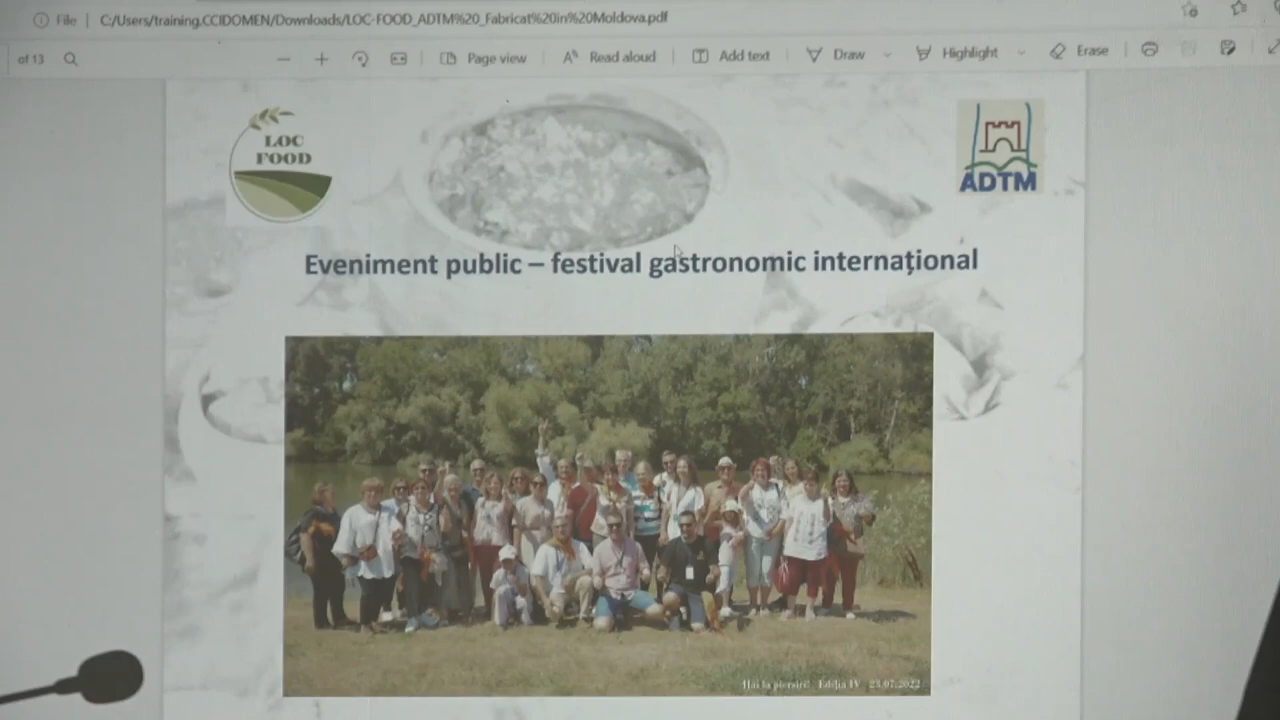 File | C:/Users/training.CCIDOMEN/Downloads/LOC-FOOD_ADTM%20_Fabricat%20in%20Moldova.pdf
of 13 Page view Read aloud Add text Draw Highlight Erase
LOC
FOOD
ADTM
Eveniment public – festival gastronomic internațional
Hai la Ediția IV 23.07.2022